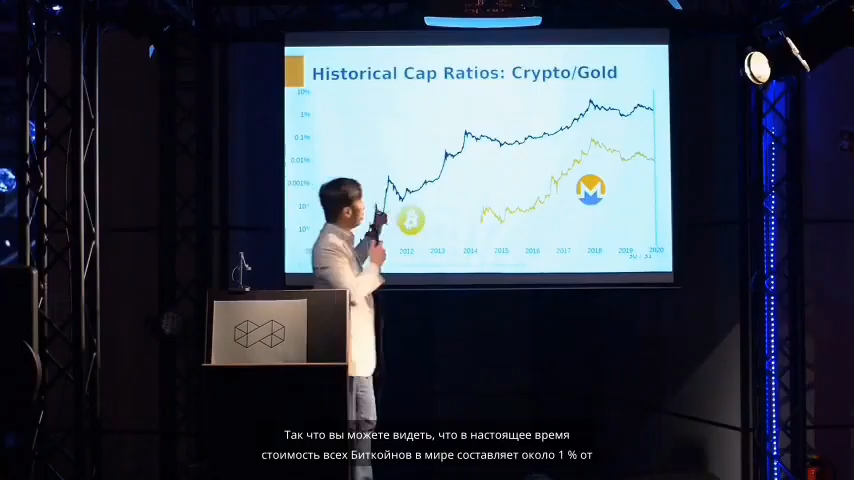 Historical Cap Ratios: Crypto/Gold
10%
1%
0.1%
0.01%
0.001%
2012 2014 2015 2016 2017 2018 2019 2020
Так что вы можете видеть, что в настоящее время
стоимость всех Биткойнов в мире составляет около 1 % от